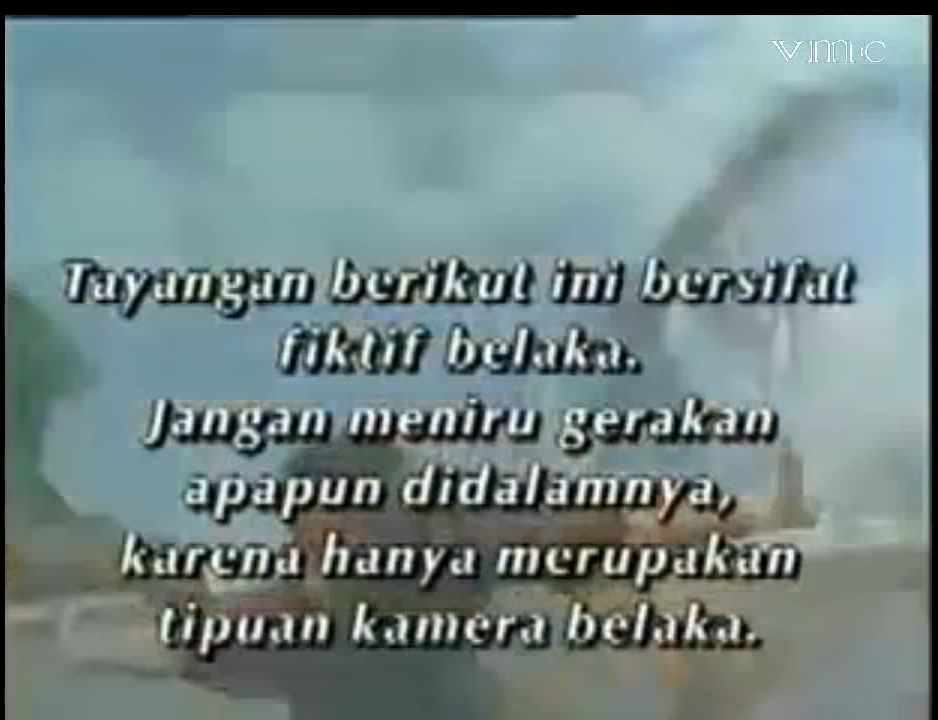 VMC
Tayangan berikut ini bersifat
fiktif belaka.
Jangan meniru gerakan
apapun didalamnya,
karena hanya merupakan
tipuan kamera belaka.